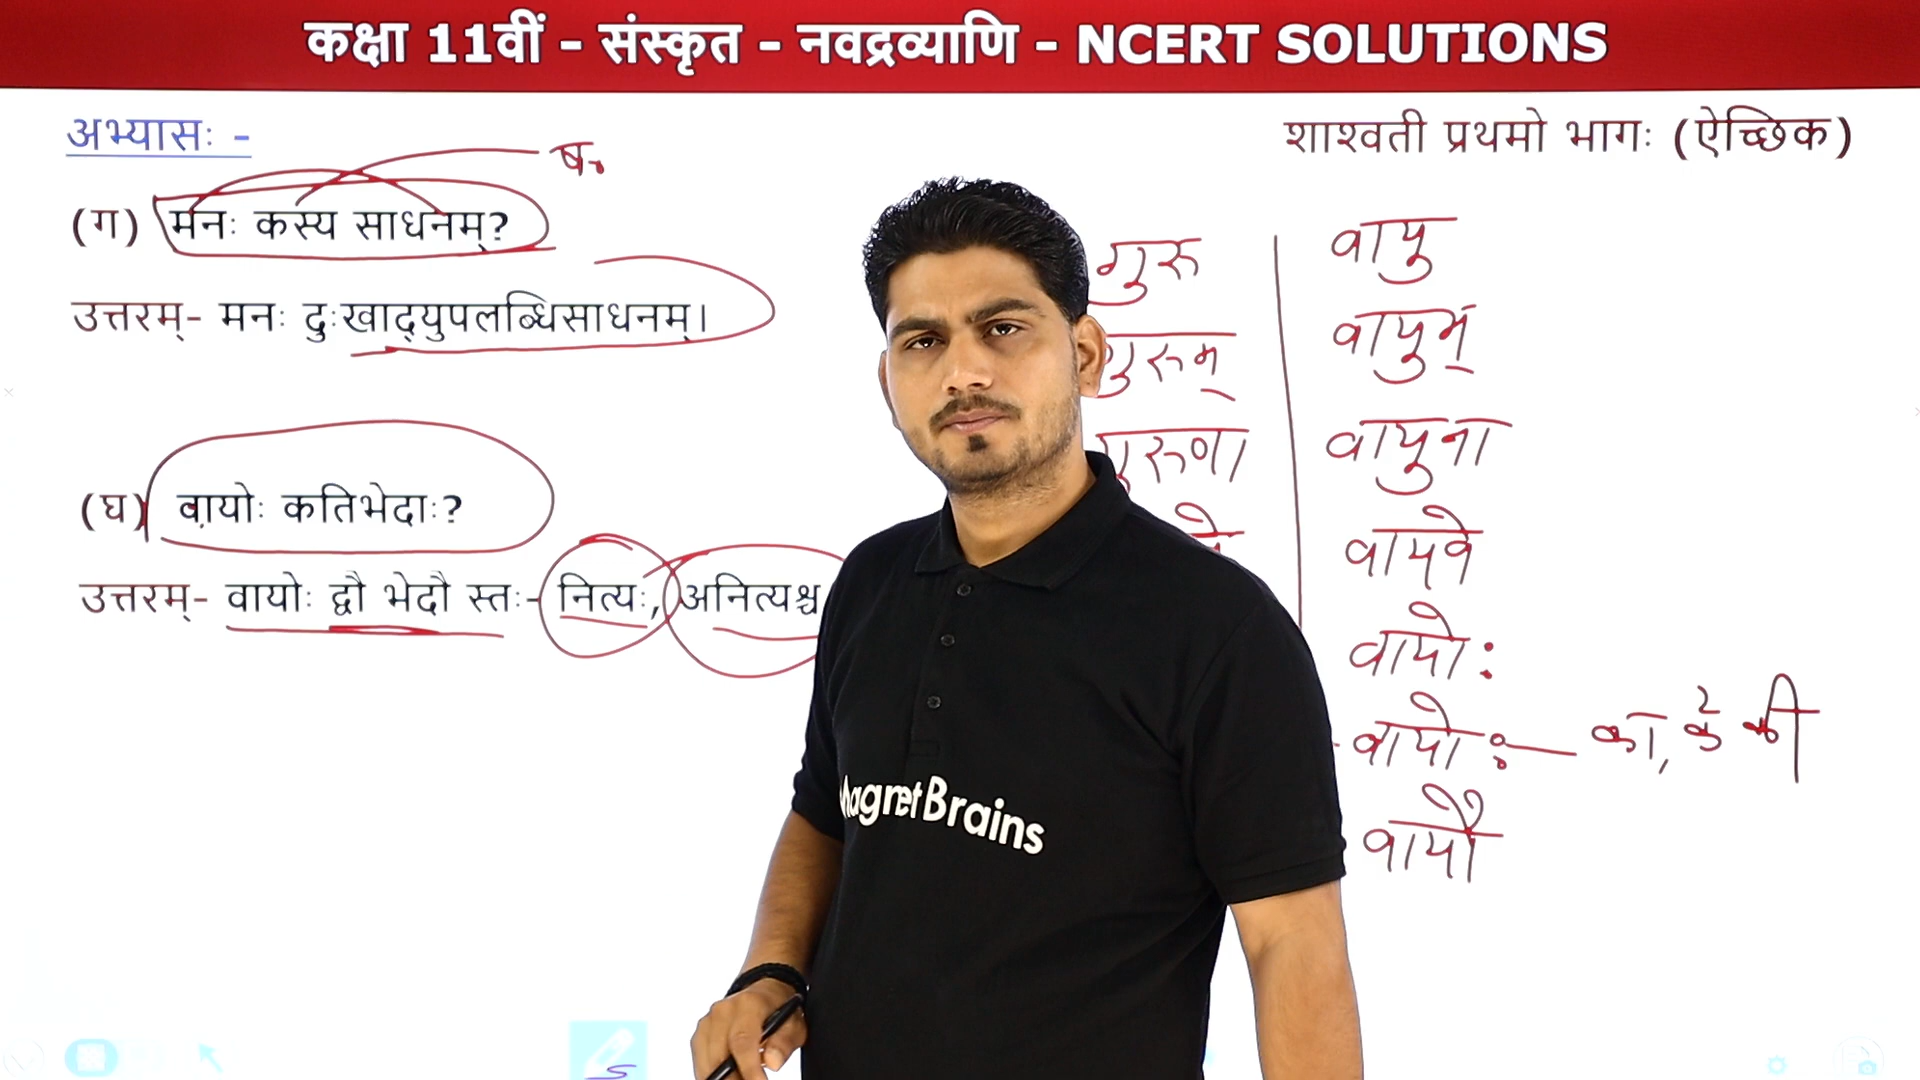 कक्षा 11वीं - संस्कृत - नवद्रव्याणि - NCERT SOLUTIONS
अभ्यासः -
शाश्वती प्रथमो भागः (ऐच्छिक)
ष.
(ग) मनः कस्य साधनम्?
उत्तरम्- मनः दुःखाद्युपलब्धिसाधनम्।
(घ) वायोः कतिभेदाः?
उत्तरम्- वायोः द्वौ भेदौ स्तः- नित्यः, अनित्यश्च
गुरु
गुरुम्
गुरुणा
वायु
वायुम्
वायुना
वायवे
वायोः
वायोः — का, के की
वायौ
MagnetBrains